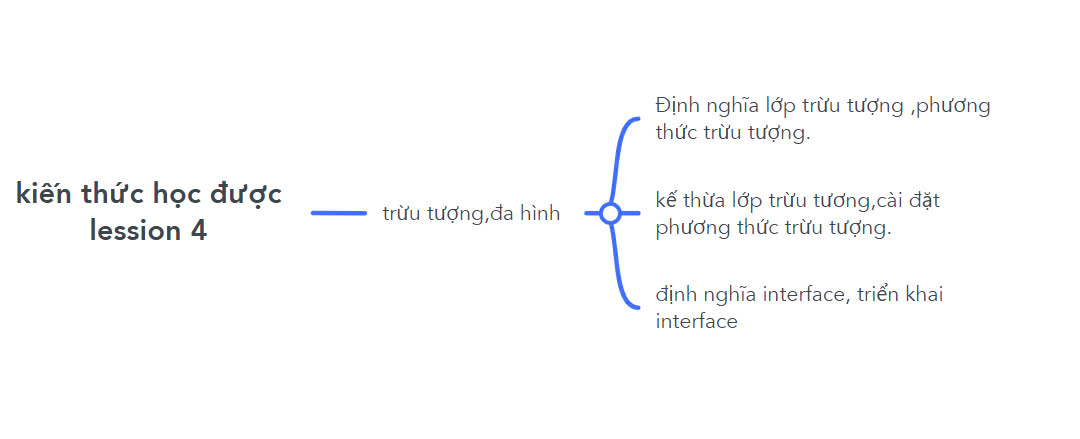 kiến thức học được
lession 4
trừu tượng,đa hình
Định nghĩa lớp trừu tượng ,phương
thức trừu tượng.
kế thừa lớp trừu tương,cài đặt
phương thức trừu tượng.
định nghĩa interface, triển khai
interface